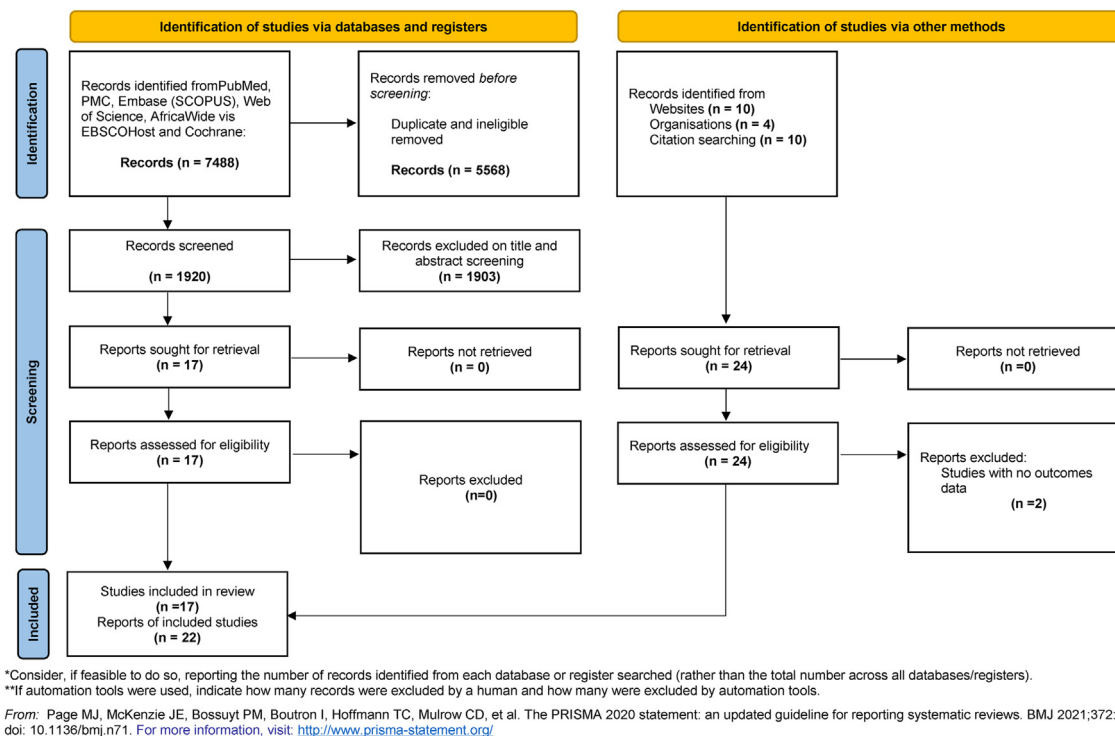 Identification of studies via databases and registers
Identification of studies via other methods
Identification
Records identified fromPubMed,
PMC, Embase (SCOPUS), Web
of Science, AfricaWide vis
EBSCOHost and Cochrane:
Records (n = 7488)
Records removed before
screening:
Duplicate and ineligible
removed
Records (n = 5568)
Records identified from
Websites (n = 10)
Organisations (n = 4)
Citation searching (n = 10)
Screening
Records screened
(n = 1920)
Records excluded on title and
abstract screening
(n = 1903)
Reports sought for retrieval
(n = 17)
Reports not retrieved
(n = 0)
Reports sought for retrieval
(n = 24)
Reports not retrieved
(n =0)
Reports assessed for eligibility
(n = 17)
Reports excluded
(n=0)
Reports assessed for eligibility
(n = 24)
Reports excluded:
Studies with no outcomes
data
(n =2)
Included
Studies included in review
(n =17)
Reports of included studies
(n = 22)
*Consider, if feasible to do so, reporting the number of records identified from each database or register searched (rather than the total number across all databases/registers).
**If automation tools were used, indicate how many records were excluded by a human and how many were excluded by automation tools.
From: Page MJ, McKenzie JE, Bossuyt PM, Boutron I, Hoffmann TC, Mulrow CD, et al. The PRISMA 2020 statement: an updated guideline for reporting systematic reviews. BMJ 2021;372:
doi: 10.1136/bmj.n71. For more information, visit: http://www.prisma-statement.org/